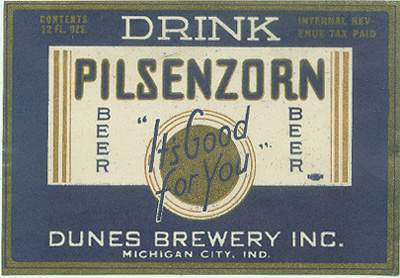 CONTENTS
12 FL. OZS.
DRINK
INTERNAL REV-
ENUE TAX PAID
PILSENZORN
BEER
BEER
"It's Good
for You"
DUNES BREWERY INC.
MICHIGAN CITY, IND.